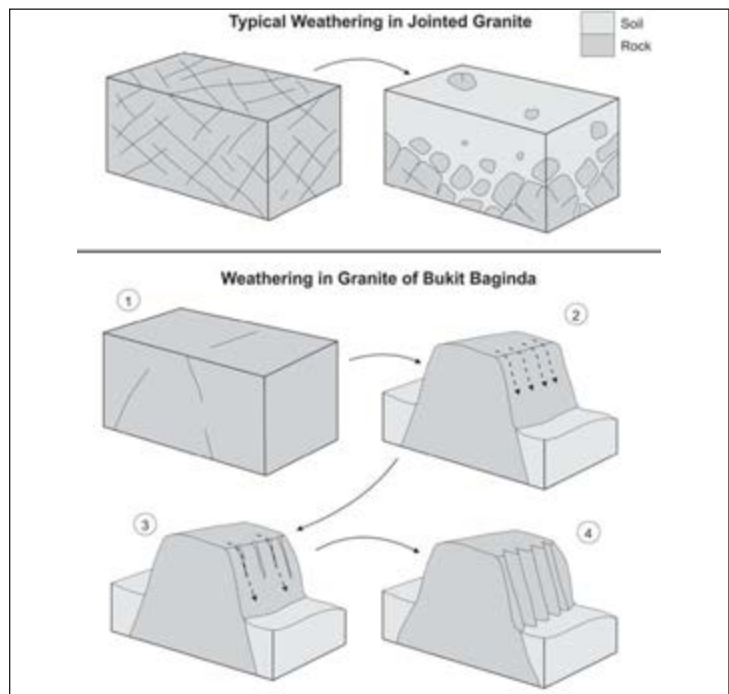 Typical Weathering in Jointed Granite
Soil
Rock
Weathering in Granite of Bukit Baginda
1
2
3
4